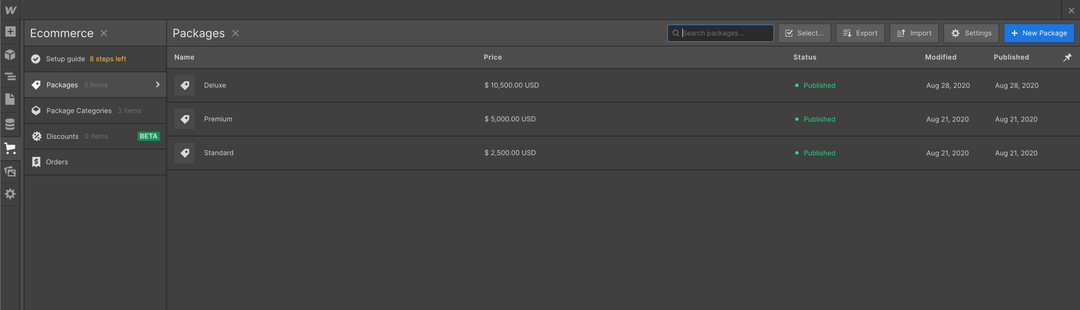 Ecommerce
Packages
Search packages...
Select...
Export
Import
Settings
+ New Package
Setup guide 8 steps left
Packages 3 items
Package Categories 3 items
Discounts 0 items BETA
Orders
Name Price Status Modified Published
Deluxe $ 10,500.00 USD Published Aug 28, 2020 Aug 28, 2020
Premium $ 5,000.00 USD Published Aug 21, 2020 Aug 21, 2020
Standard $ 2,500.00 USD Published Aug 21, 2020 Aug 21, 2020